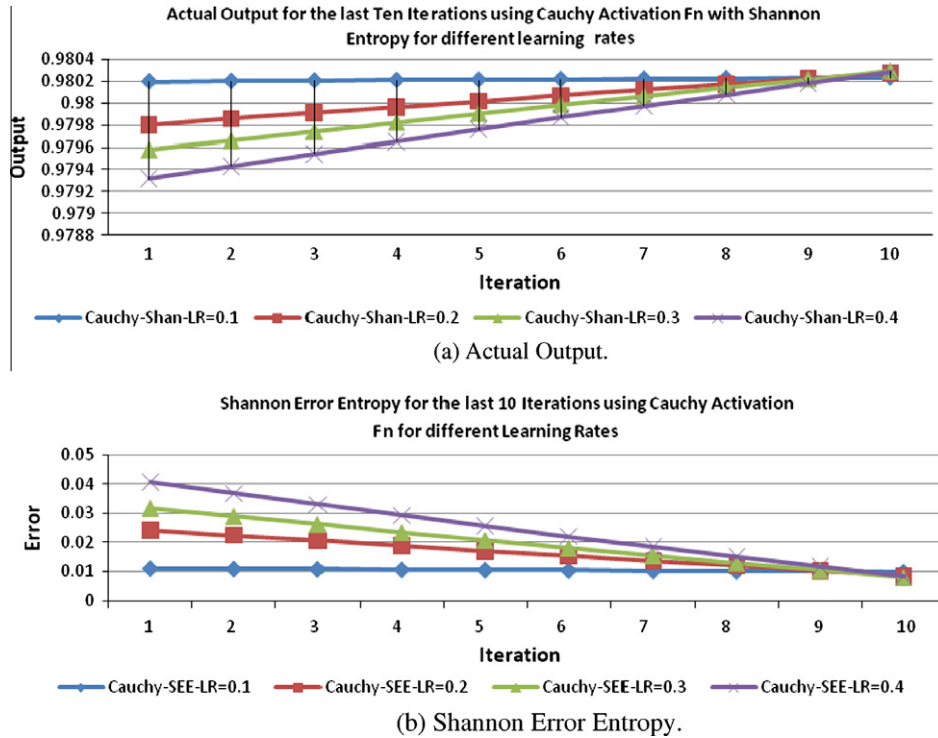 Actual Output for the last Ten Iterations using Cauchy Activation Fn with Shannon
Entropy for different learning rates
0.9804
0.9802
0.98
0.9798
0.9796
0.9794
0.9792
0.979
0.9788
Output
1 2 3 4 5 6 7 8 9 10
Iteration
Cauchy-Shan-LR=0.1 Cauchy-Shan-LR=0.2 Cauchy-Shan-LR=0.3 Cauchy-Shan-LR=0.4
(a) Actual Output.
Shannon Error Entropy for the last 10 Iterations using Cauchy Activation
Fn for different Learning Rates
0.05
0.04
0.03
0.02
0.01
0
Error
1 2 3 4 5 6 7 8 9 10
Iteration
Cauchy-SEE-LR=0.1 Cauchy-SEE-LR=0.2 Cauchy-SEE-LR=0.3 Cauchy-SEE-LR=0.4
(b) Shannon Error Entropy.